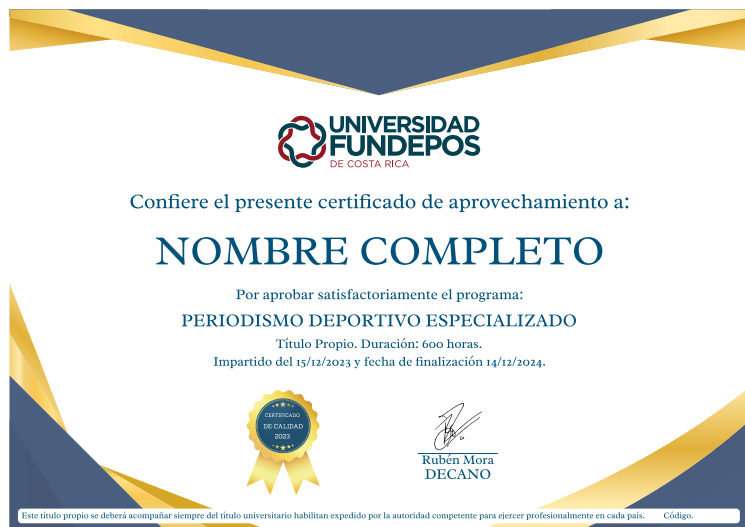 UNIVERSIDAD
FUNDEPOS
DE COSTA RICA
Confiere el presente certificado de aprovechamiento a:
NOMBRE COMPLETO
Por aprobar satisfactoriamente el programa:
PERIODISMO DEPORTIVO ESPECIALIZADO
Título Propio. Duración: 600 horas.
Impartido del 15/12/2023 y fecha de finalización 14/12/2024.
CERTIFICADO
DE CALIDAD
2023
Rubén Mora
DECANO
Este título propio se deberá acompañar siempre del título universitario habilitan expedido por la autoridad competente para ejercer profesionalmente en cada país. Código.